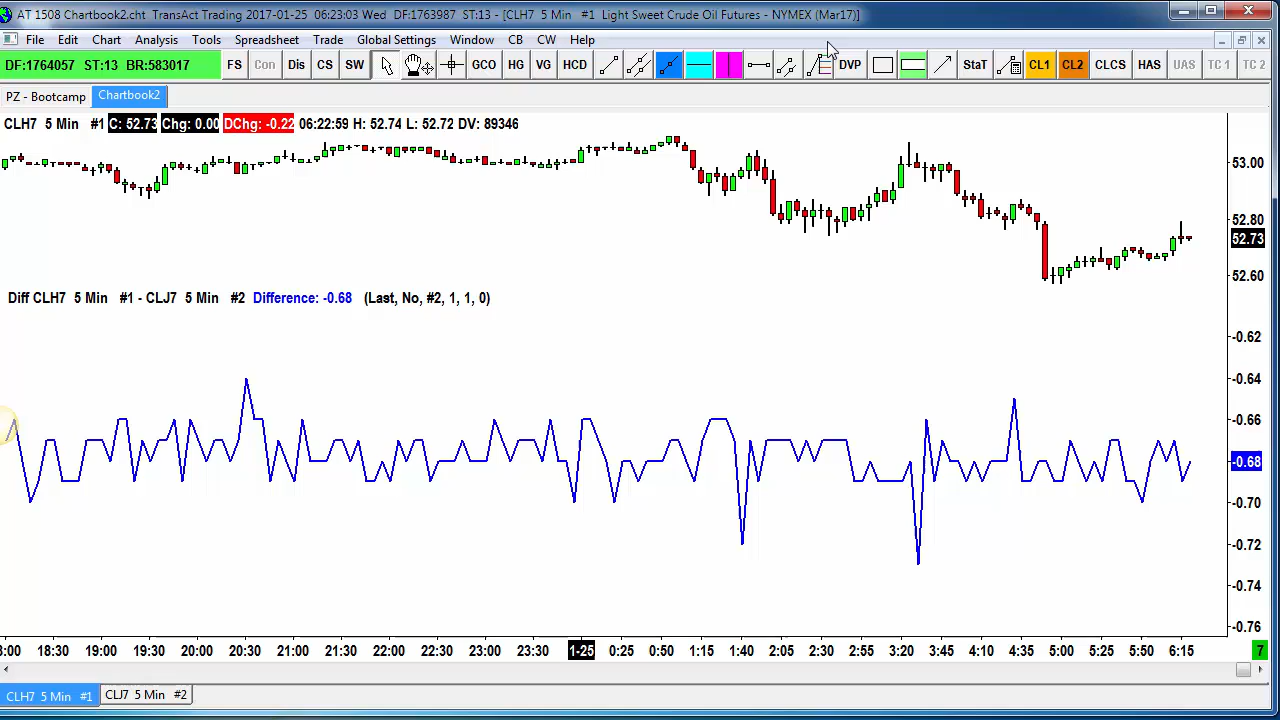 AT 1508 Chartbook2.cht TransAct Trading 2017-01-25 06:23:03 Wed DF:1763987 ST:13 - [CLH7 5 Min #1 Light Sweet Crude Oil Futures - NYMEX (Mar17)]
File Edit Chart Analysis Tools Spreadsheet Trade Global Settings Window CB CW Help
DF:1764057 ST:13 BR:583017 FS Con Dis CS SW GCO HG VG HCD DVP StaT CL1 CL2 CLCS HAS UAS TC 1 TC 2
PZ - Bootcamp Chartbook2
CLH7 5 Min #1 C: 52.73 Chg: 0.00 DChg: -0.22 06:22:59 H: 52.74 L: 52.72 DV: 89346
53.00
52.80
52.73
52.60
Diff CLH7 5 Min #1 - CLJ7 5 Min #2 Difference: -0.68 (Last, No, #2, 1, 1, 0)
-0.62
-0.64
-0.66
-0.68
-0.70
-0.72
-0.74
-0.76
8:00 18:30 19:00 19:30 20:00 20:30 21:00 21:30 22:00 22:30 23:00 23:30 1-25 0:25 0:50 1:15 1:40 2:05 2:30 2:55 3:20 3:45 4:10 4:35 5:00 5:25 5:50 6:15 7
CLH7 5 Min #1 CLJ7 5 Min #2